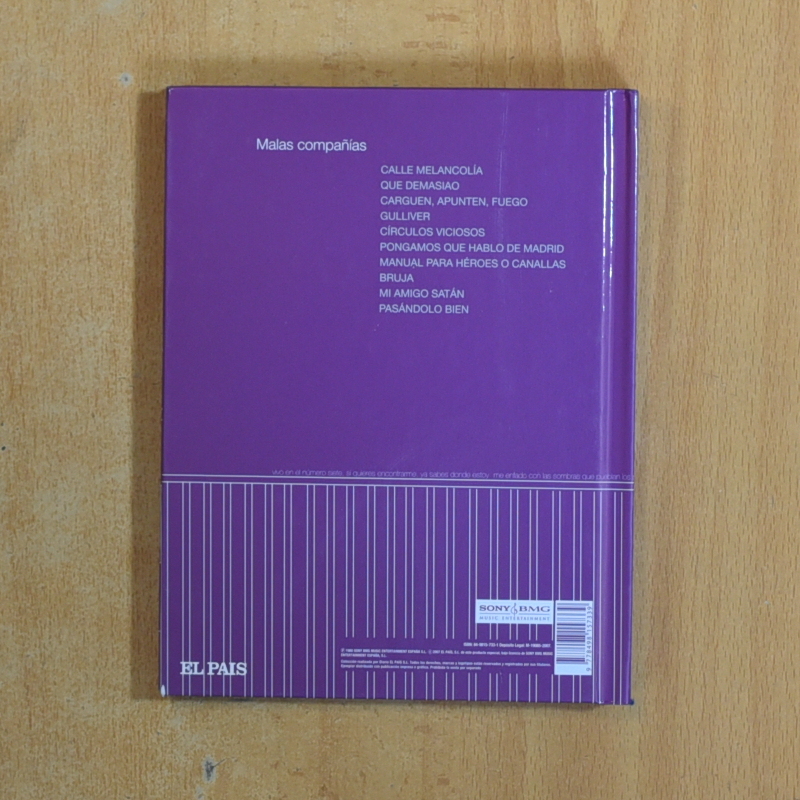 Malas compañías
CALLE MELANCOLÍA
QUE DEMASIAO
CARGUEN, APUNTEN, FUEGO
GULLIVER
CÍRCULOS VICIOSOS
PONGAMOS QUE HABLO DE MADRID
MANUAL PARA HÉROES O CANALLAS
BRUJA
MI AMIGO SATÁN
PASÁNDOLO BIEN
vivo en el número siete, si quieres encontrarme, ya sabes donde estoy me enfado con las sombras que pueblan los
SONY BMG
MUSIC ENTERTAINMENT
EL PAIS